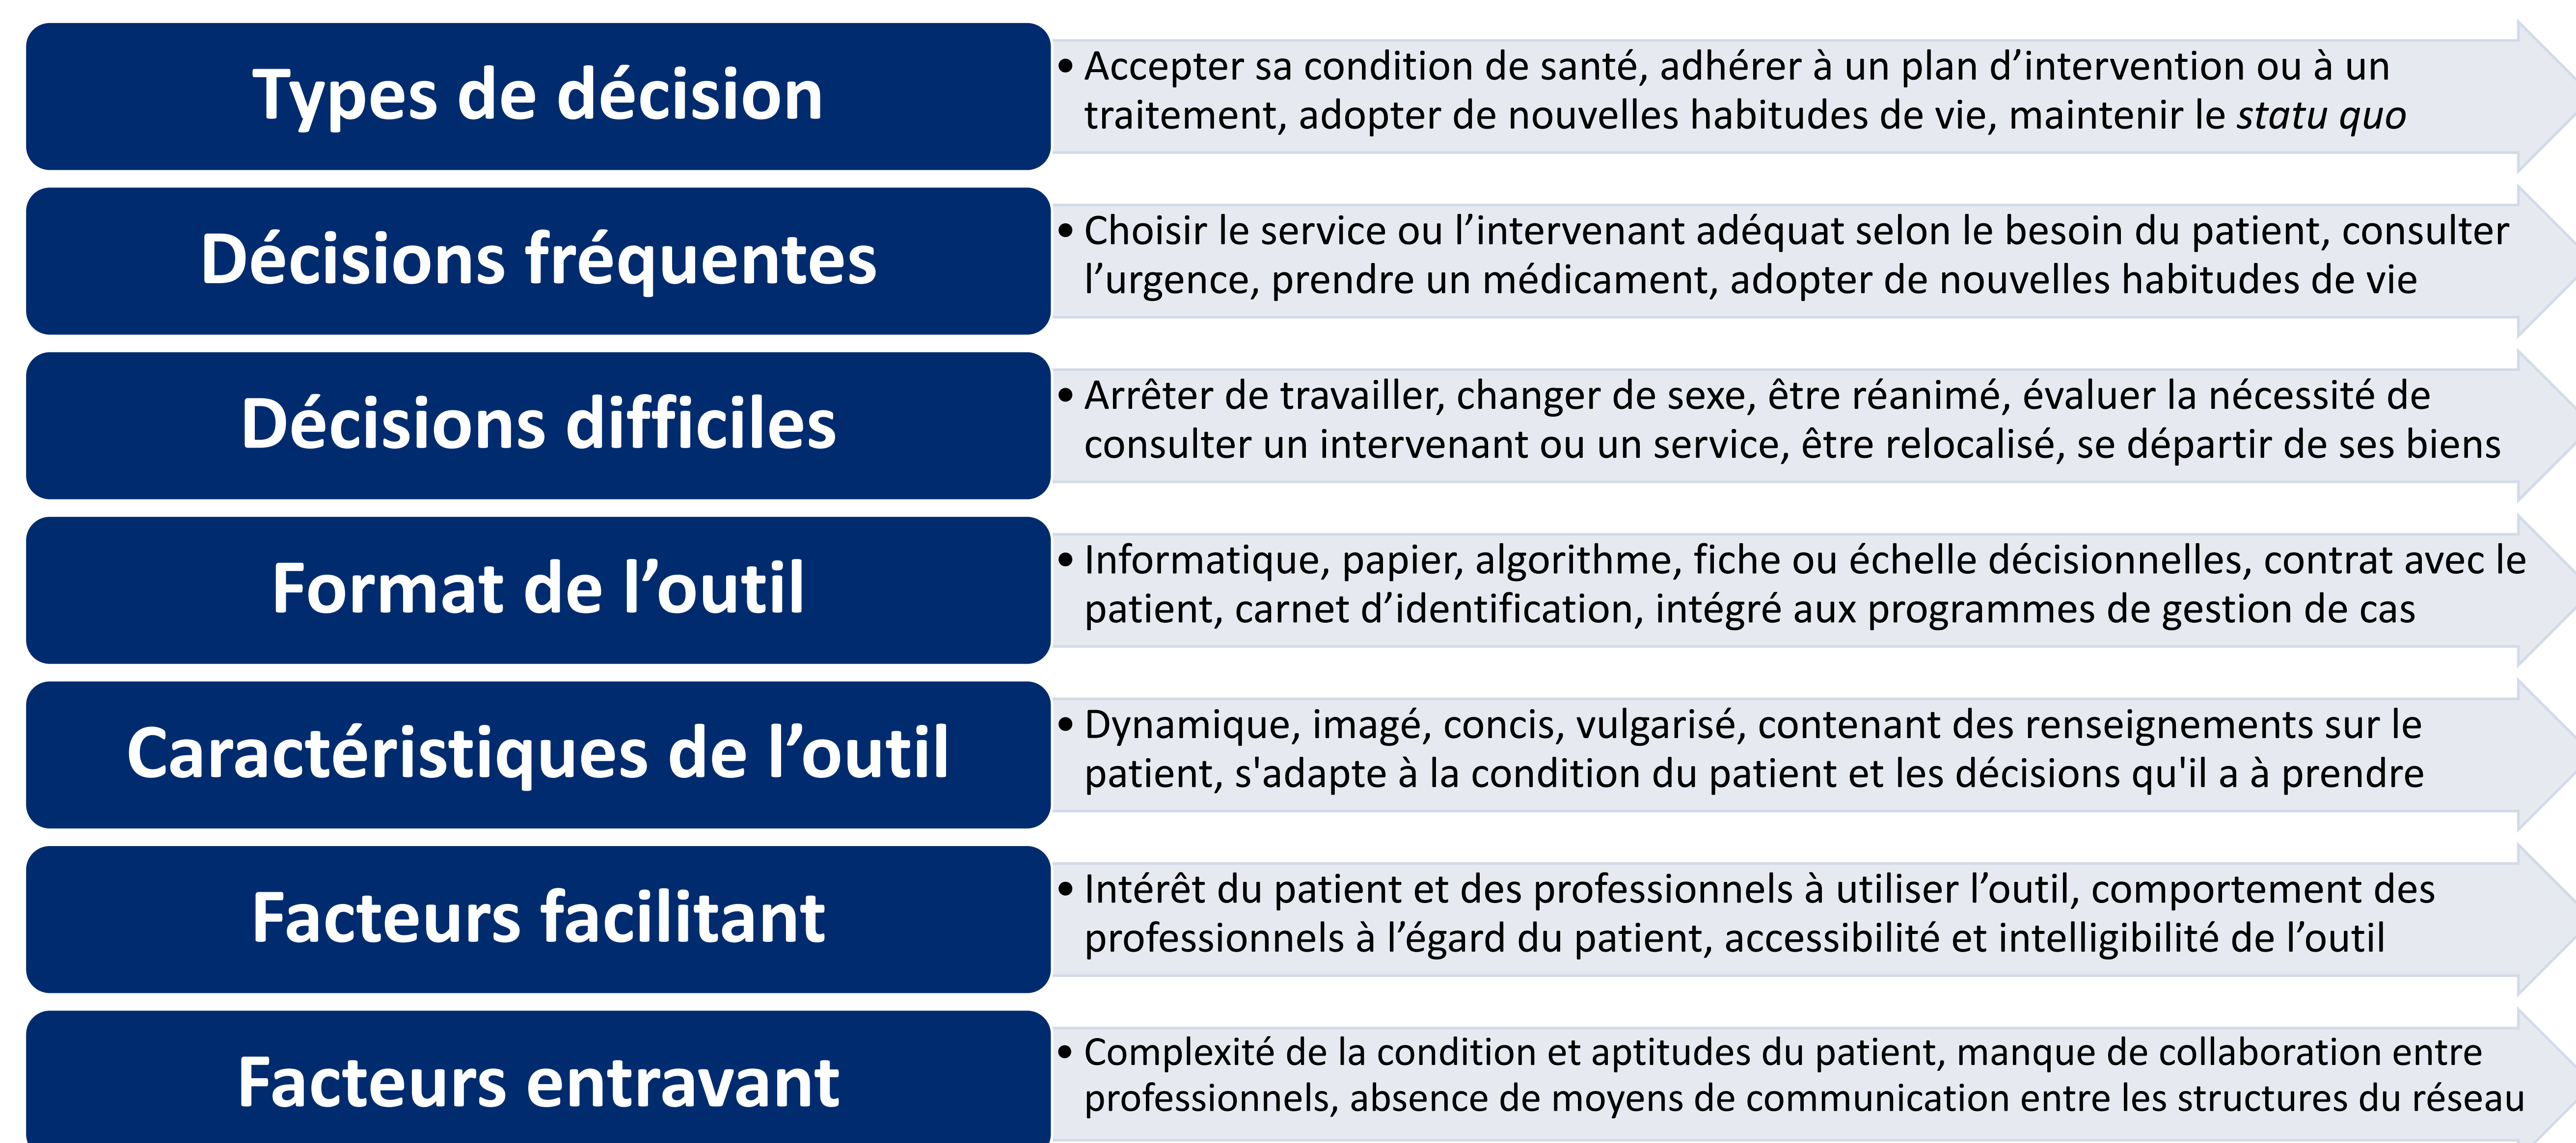 Types de décision
• Accepter sa condition de santé, adhérer à un plan d’intervention ou à un
traitement, adopter de nouvelles habitudes de vie, maintenir le statu quo
Décisions fréquentes
• Choisir le service ou l’intervenant adéquat selon le besoin du patient, consulter
l’urgence, prendre un médicament, adopter de nouvelles habitudes de vie
Décisions difficiles
• Arrêter de travailler, changer de sexe, être réanimé, évaluer la nécessité de
consulter un intervenant ou un service, être relocalisé, se départir de ses biens
Format de l’outil
• Informatique, papier, algorithme, fiche ou échelle décisionnelles, contrat avec le
patient, carnet d’identification, intégré aux programmes de gestion de cas
Caractéristiques de l’outil
• Dynamique, imagé, concis, vulgarisé, contenant des renseignements sur le
patient, s'adapte à la condition du patient et les décisions qu'il a à prendre
Facteurs facilitant
• Intérêt du patient et des professionnels à utiliser l’outil, comportement des
professionnels à l’égard du patient, accessibilité et intelligibilité de l’outil
Facteurs entravant
• Complexité de la condition et aptitudes du patient, manque de collaboration entre
professionnels, absence de moyens de communication entre les structures du réseau